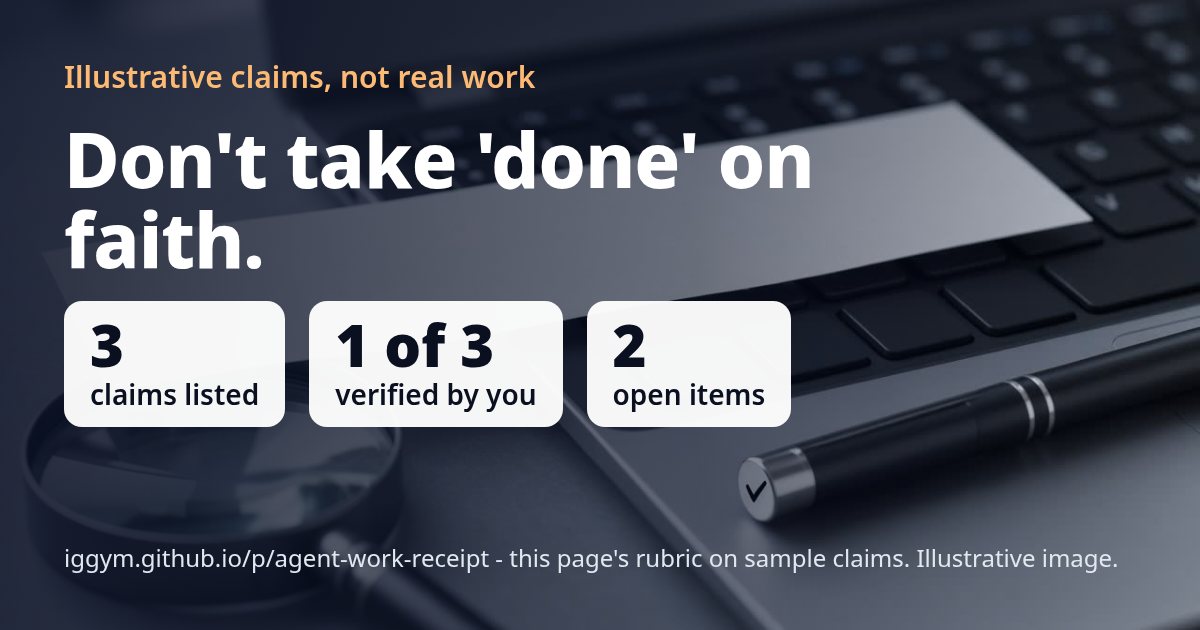 Illustrative claims, not real work
Don't take 'done' on
faith.
3
claims listed
1 of 3
verified by you
2
open items
iggym.github.io/p/agent-work-receipt - this page's rubric on sample claims. Illustrative image.